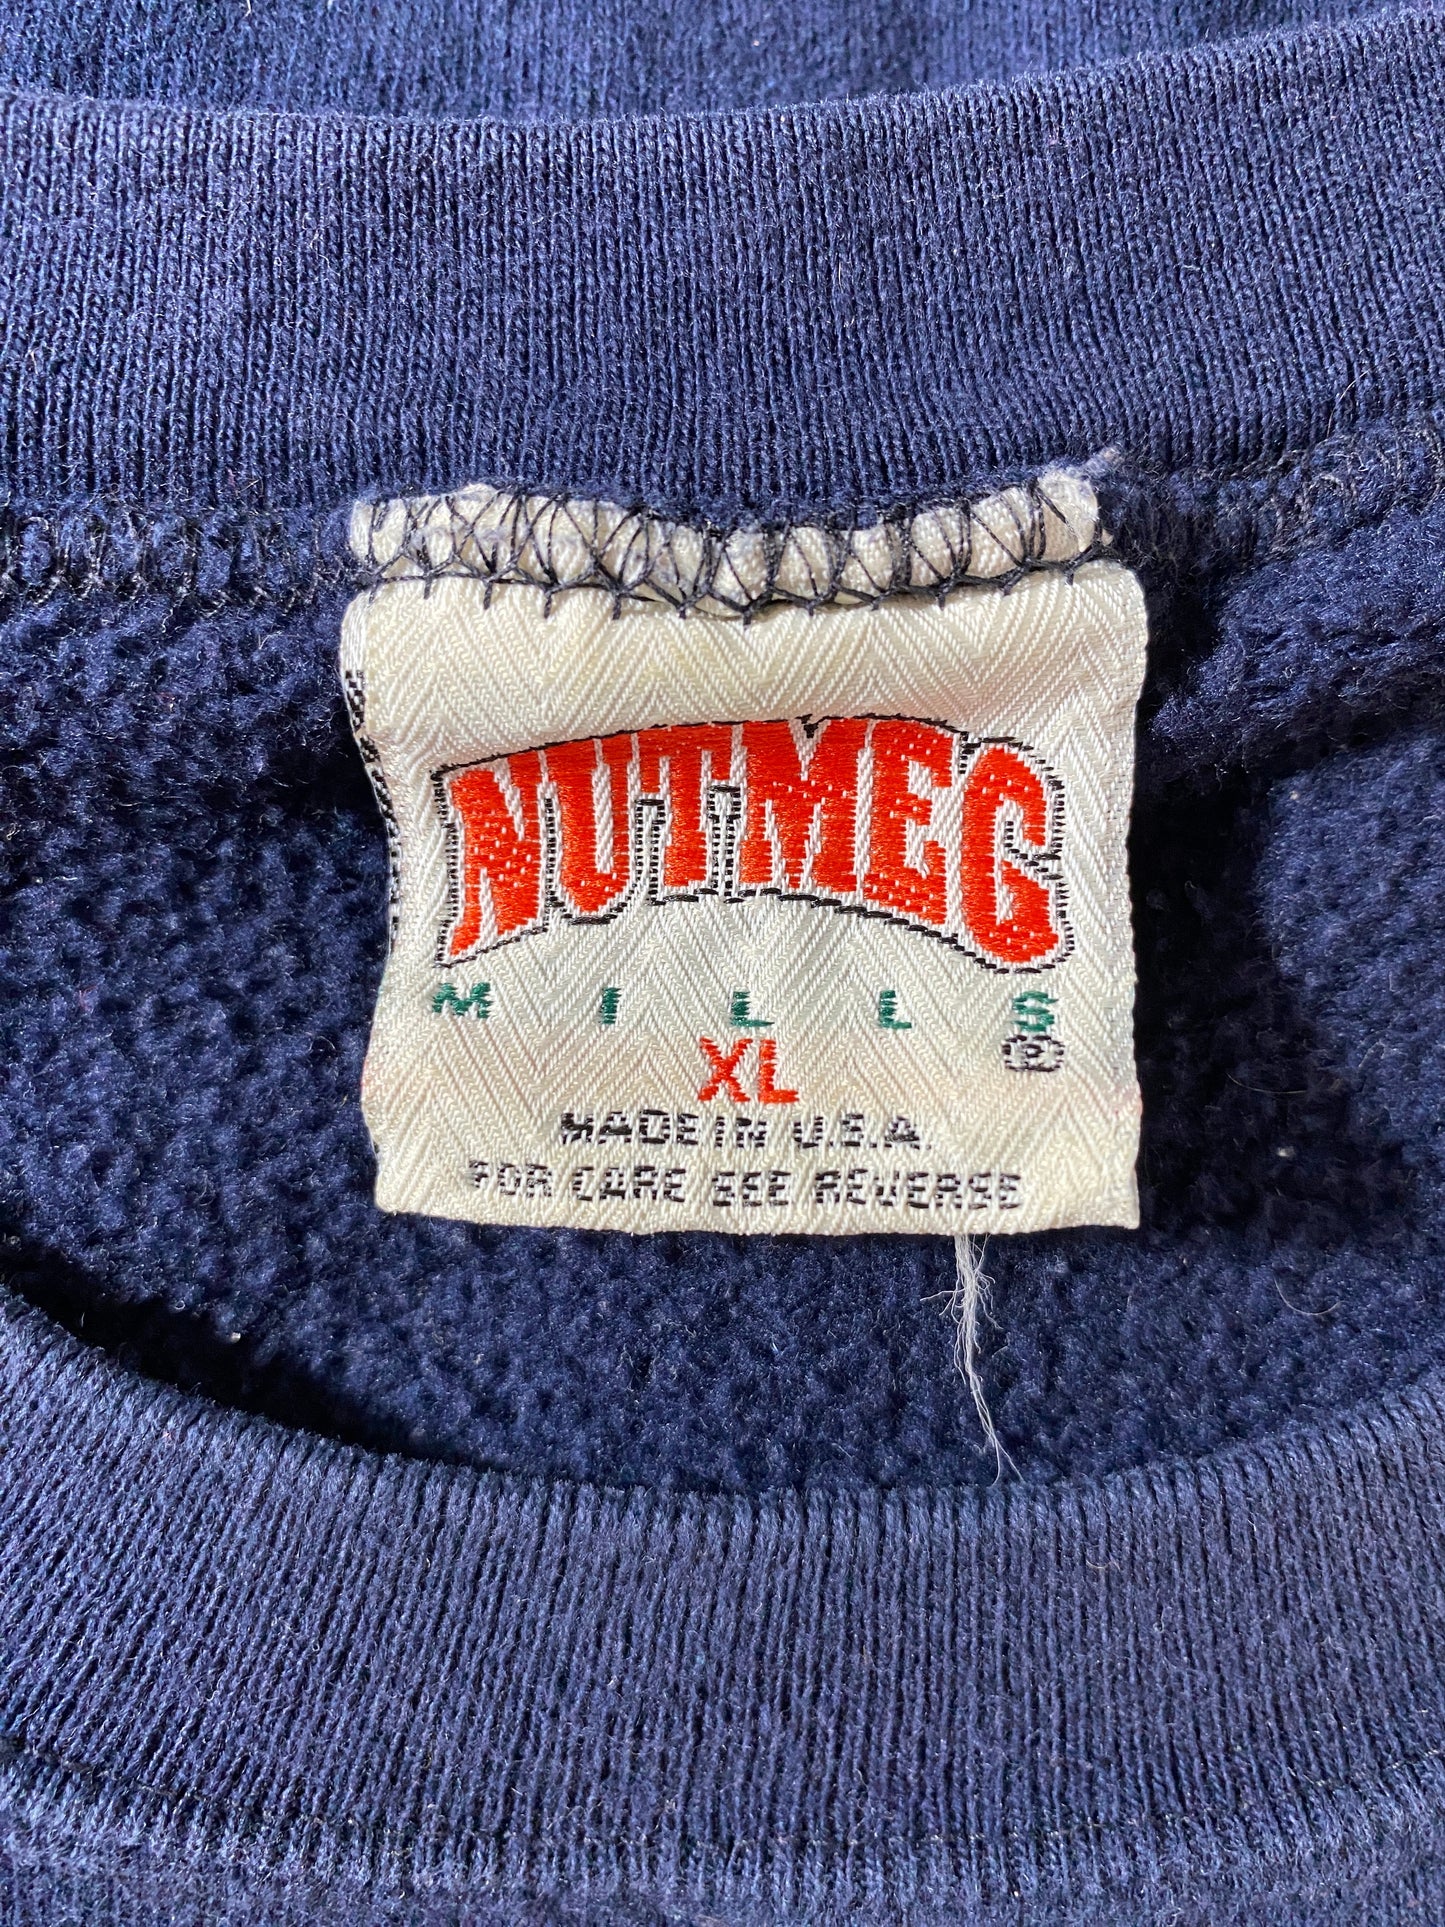 NUTMEG
MILLS
®
XL
MADE IN U.S.A.
FOR CARE SEE REVERSE